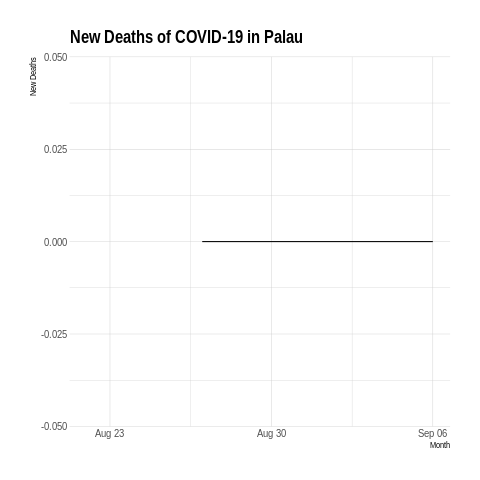 New Deaths of COVID-19 in Palau
New Deaths
0.050
0.025
0.000
-0.025
-0.050
Aug 23
Aug 30
Sep 06
Month